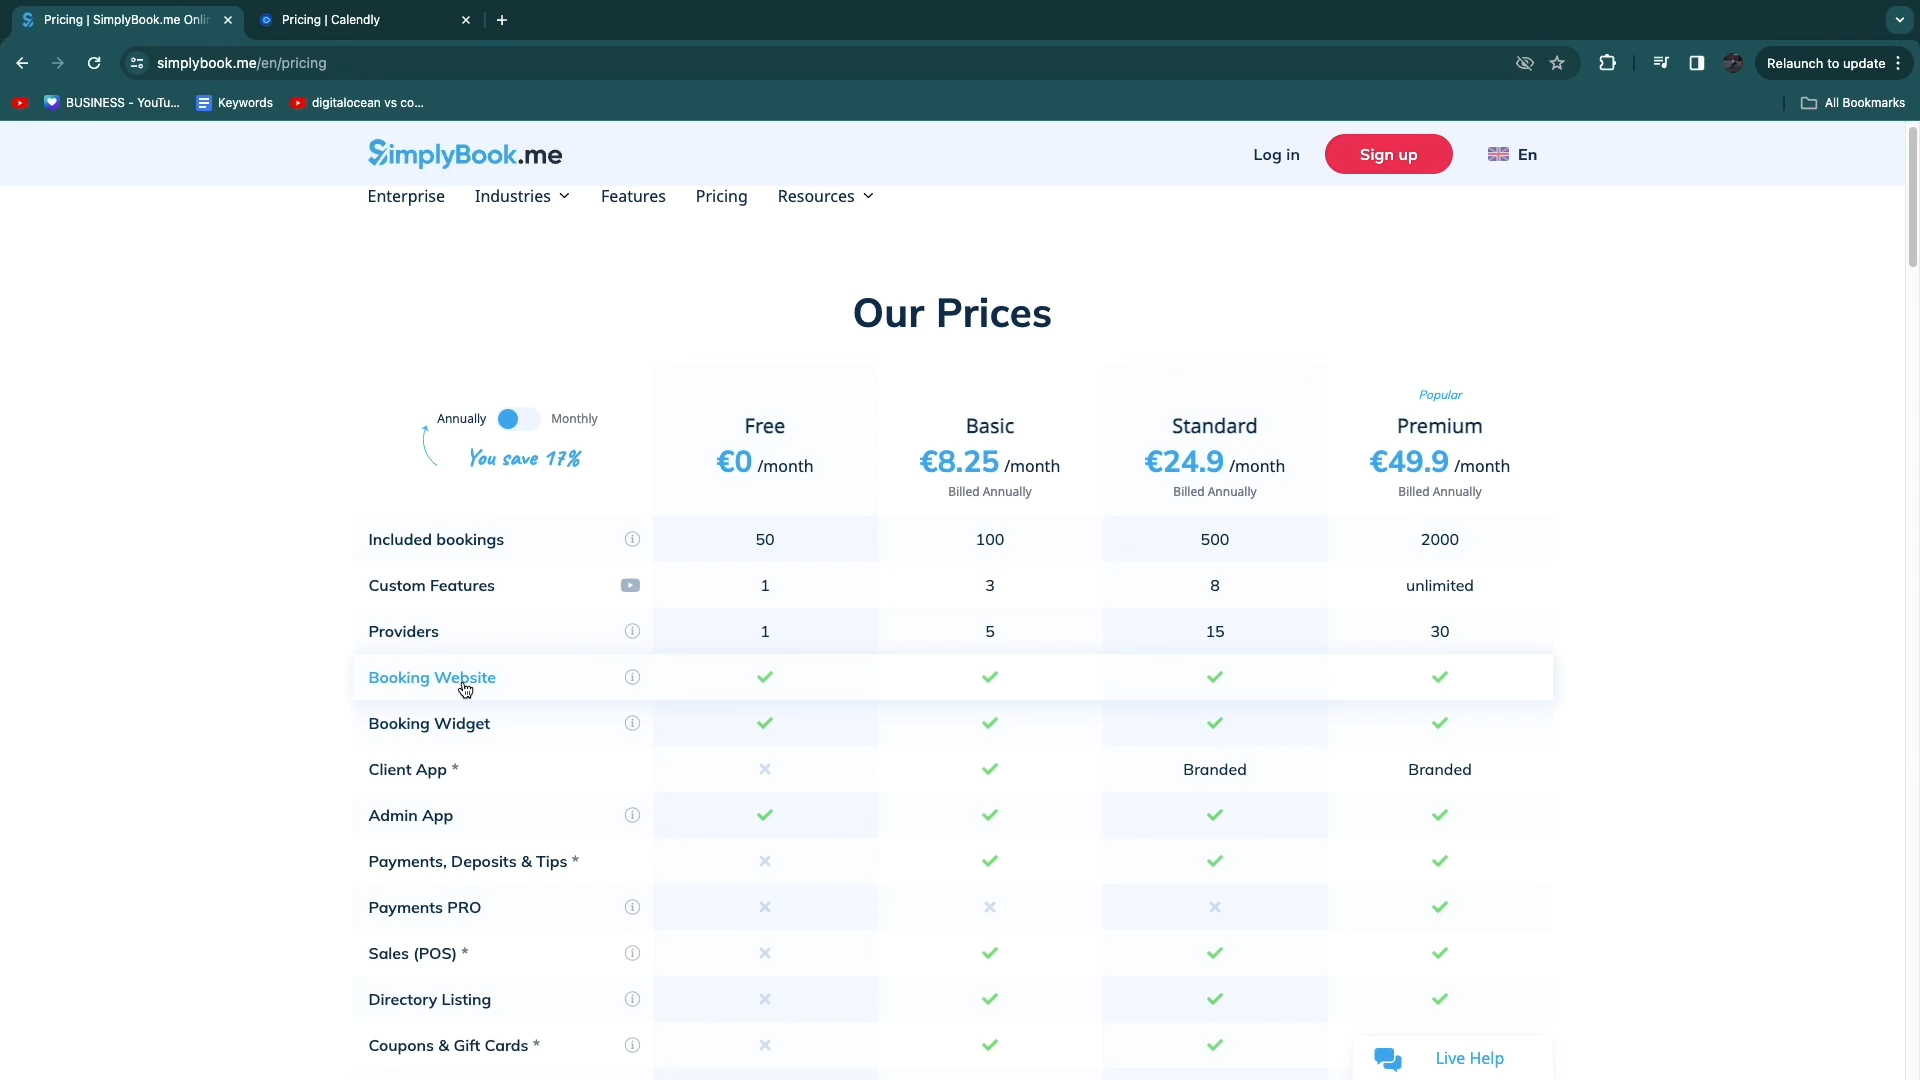 Pricing | SimplyBook.me Onli
Pricing | Calendly
simplybook.me/en/pricing
Relaunch to update
BUSINESS - YouTu...
Keywords
digitalocean vs co...
All Bookmarks
SimplyBook.me
Log in
Sign up
En
Enterprise
Industries
Features
Pricing
Resources
Our Prices
Annually
Monthly
You save 17%
Free
€0 /month
Basic
€8.25 /month
Billed Annually
Standard
€24.9 /month
Billed Annually
Popular
Premium
€49.9 /month
Billed Annually
Included bookings 50 100 500 2000
Custom Features 1 3 8 unlimited
Providers 1 5 15 30
Booking Website
Booking Widget
Client App * Branded Branded
Admin App
Payments, Deposits & Tips *
Payments PRO
Sales (POS) *
Directory Listing
Coupons & Gift Cards *
Live Help